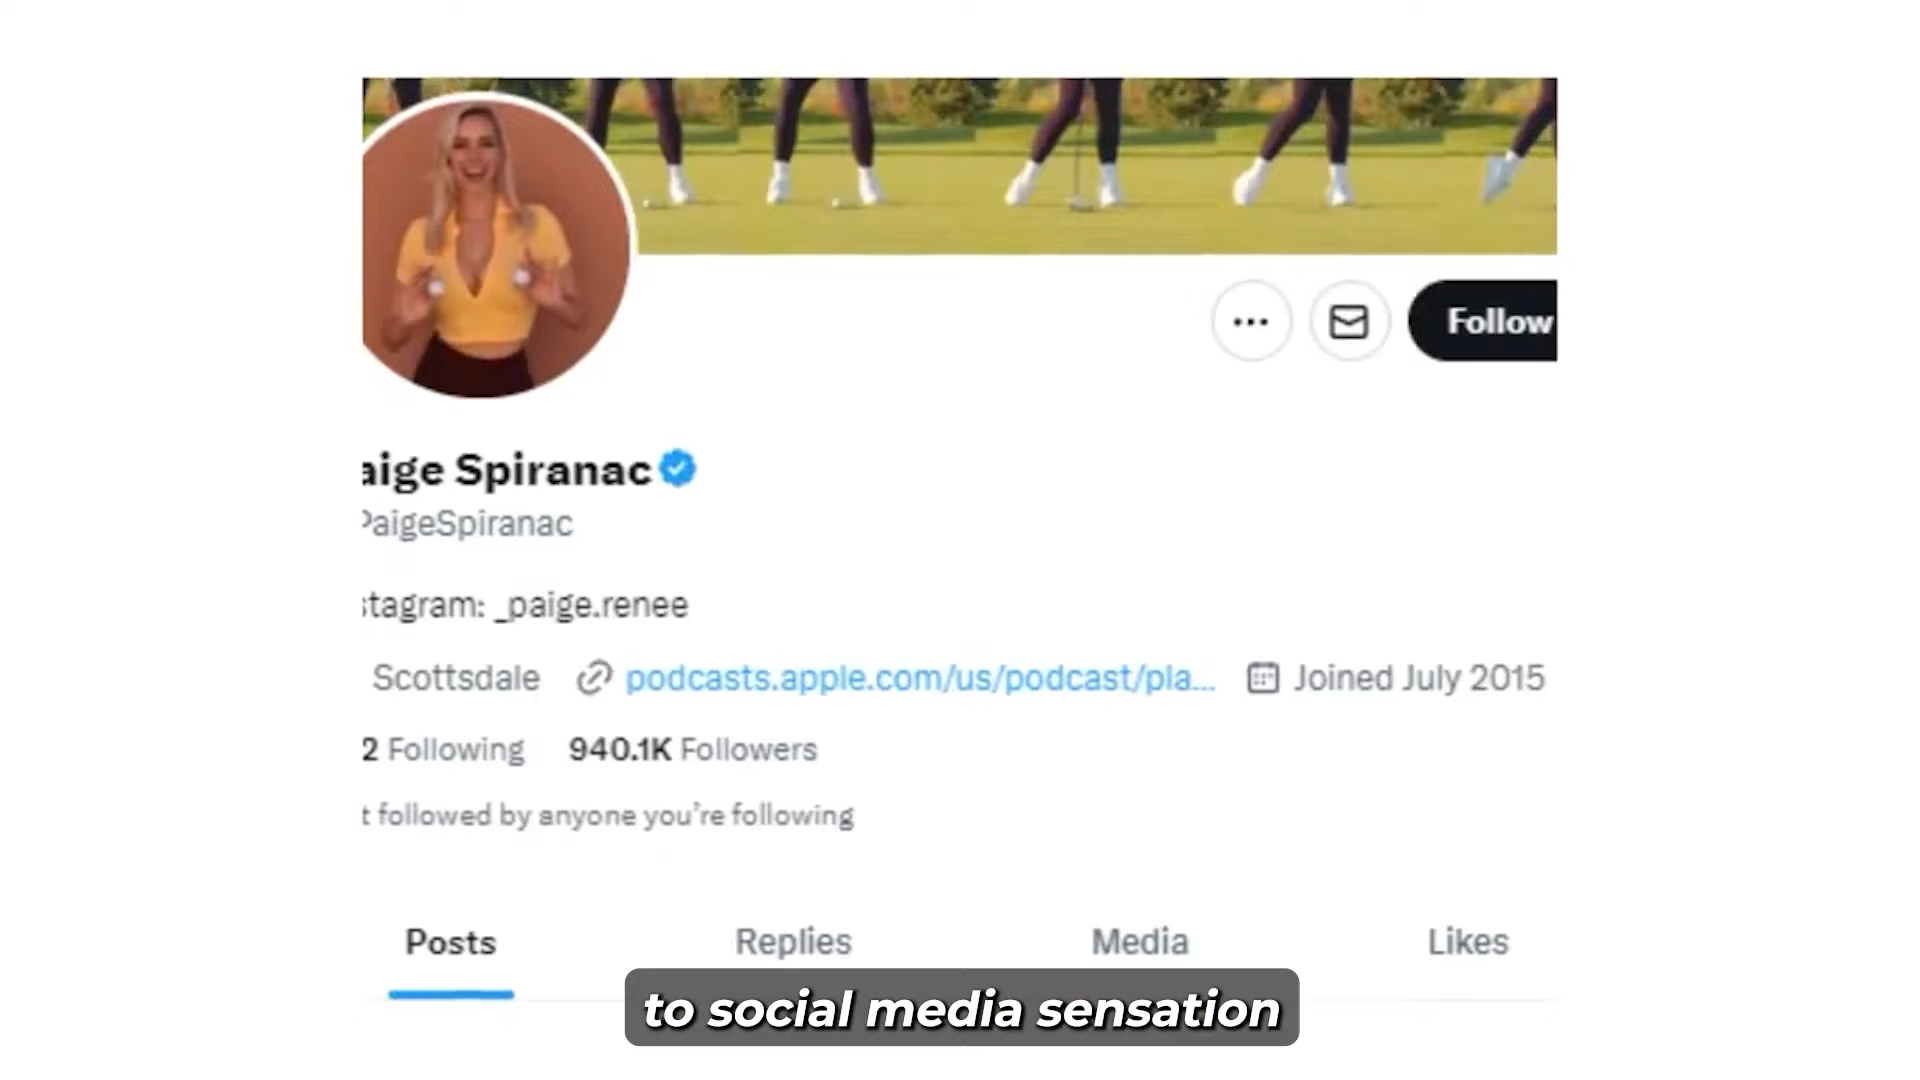 Follow
aige Spiranac
PaigeSpiranac
stagram: _paige.renee
Scottsdale podcasts.apple.com/us/podcast/pla... Joined July 2015
2 Following 940.1K Followers
t followed by anyone you're following
Posts Replies Media Likes
to social media sensation